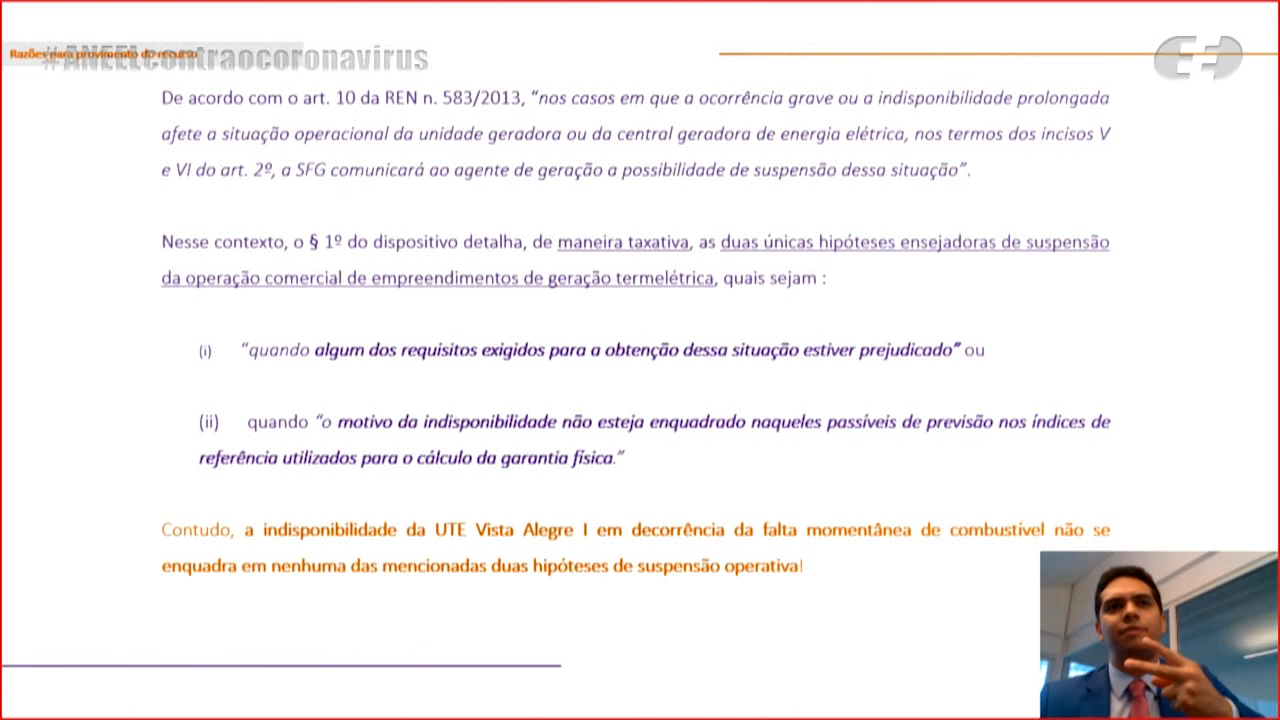 Razões para provimento do recurso
#ANEELcontraocoronavirus
De acordo com o art. 10 da REN n. 583/2013, “nos casos em que a ocorrência grave ou a indisponibilidade prolongada
afete a situação operacional da unidade geradora ou da central geradora de energia elétrica, nos termos dos incisos V
e VI do art. 2º, a SFG comunicará ao agente de geração a possibilidade de suspensão dessa situação”.
Nesse contexto, o § 1º do dispositivo detalha, de maneira taxativa, as duas únicas hipóteses ensejadoras de suspensão
da operação comercial de empreendimentos de geração termelétrica, quais sejam :
(i) “quando algum dos requisitos exigidos para a obtenção dessa situação estiver prejudicado” ou
(ii) quando “o motivo da indisponibilidade não esteja enquadrado naqueles passíveis de previsão nos índices de
referência utilizados para o cálculo da garantia física.”
Contudo, a indisponibilidade da UTE Vista Alegre I em decorrência da falta momentânea de combustível não se
enquadra em nenhuma das mencionadas duas hipóteses de suspensão operativa!